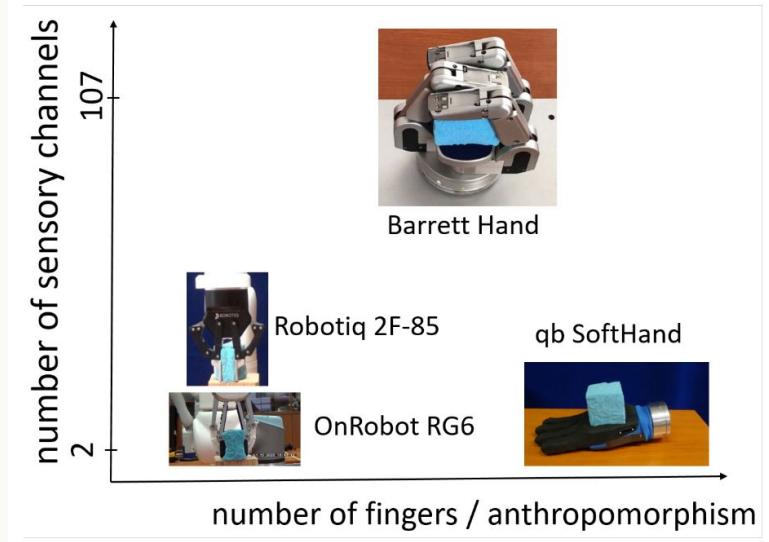 number of sensory channels
107
2
Barrett Hand
ROBOTIQ
Robotiq 2F-85
qb SoftHand
OnRobot RG6
number of fingers / anthropomorphism